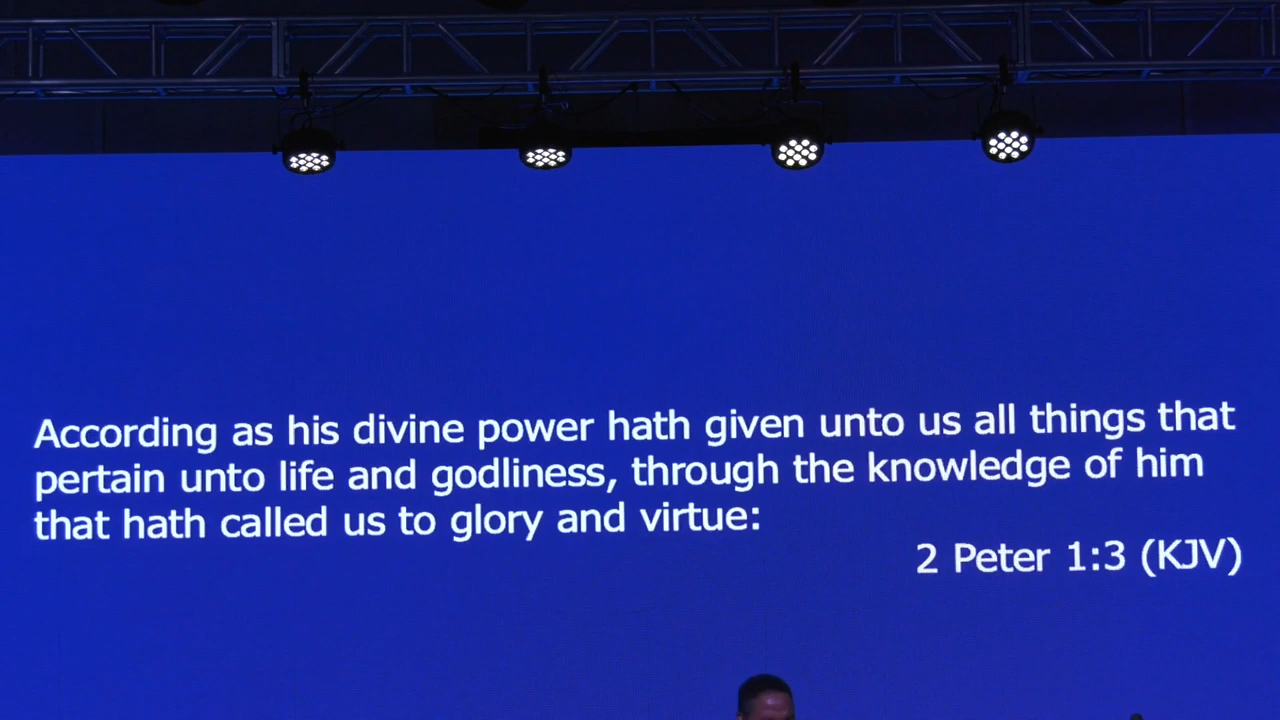 According as his divine power hath given unto us all things that
pertain unto life and godliness, through the knowledge of him
that hath called us to glory and virtue:
2 Peter 1:3 (KJV)